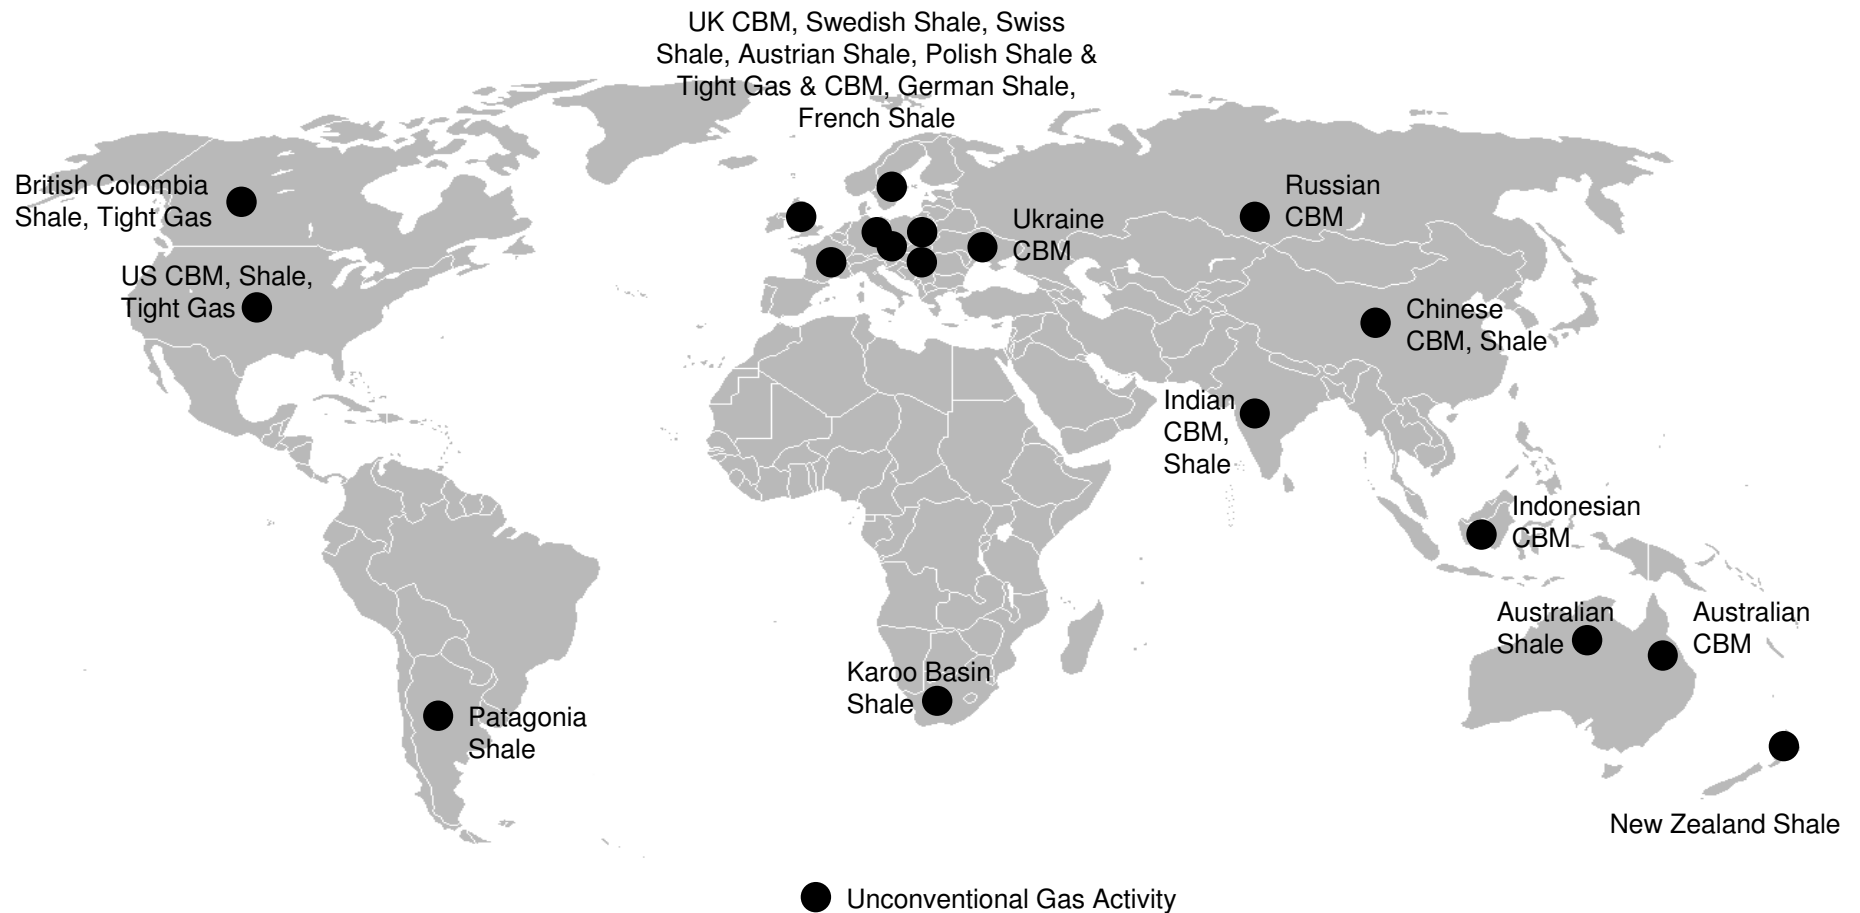 UK CBM, Swedish Shale, Swiss
Shale, Austrian Shale, Polish Shale &
Tight Gas & CBM, German Shale,
French Shale
British Colombia
Shale, Tight Gas
Russian
CBM
Ukraine
CBM
US CBM, Shale,
Tight Gas
Chinese
CBM, Shale
Indian
CBM,
Shale
Indonesian
CBM
Australian
Shale
Australian
CBM
Karoo Basin
Shale
Patagonia
Shale
New Zealand Shale
Unconventional Gas Activity